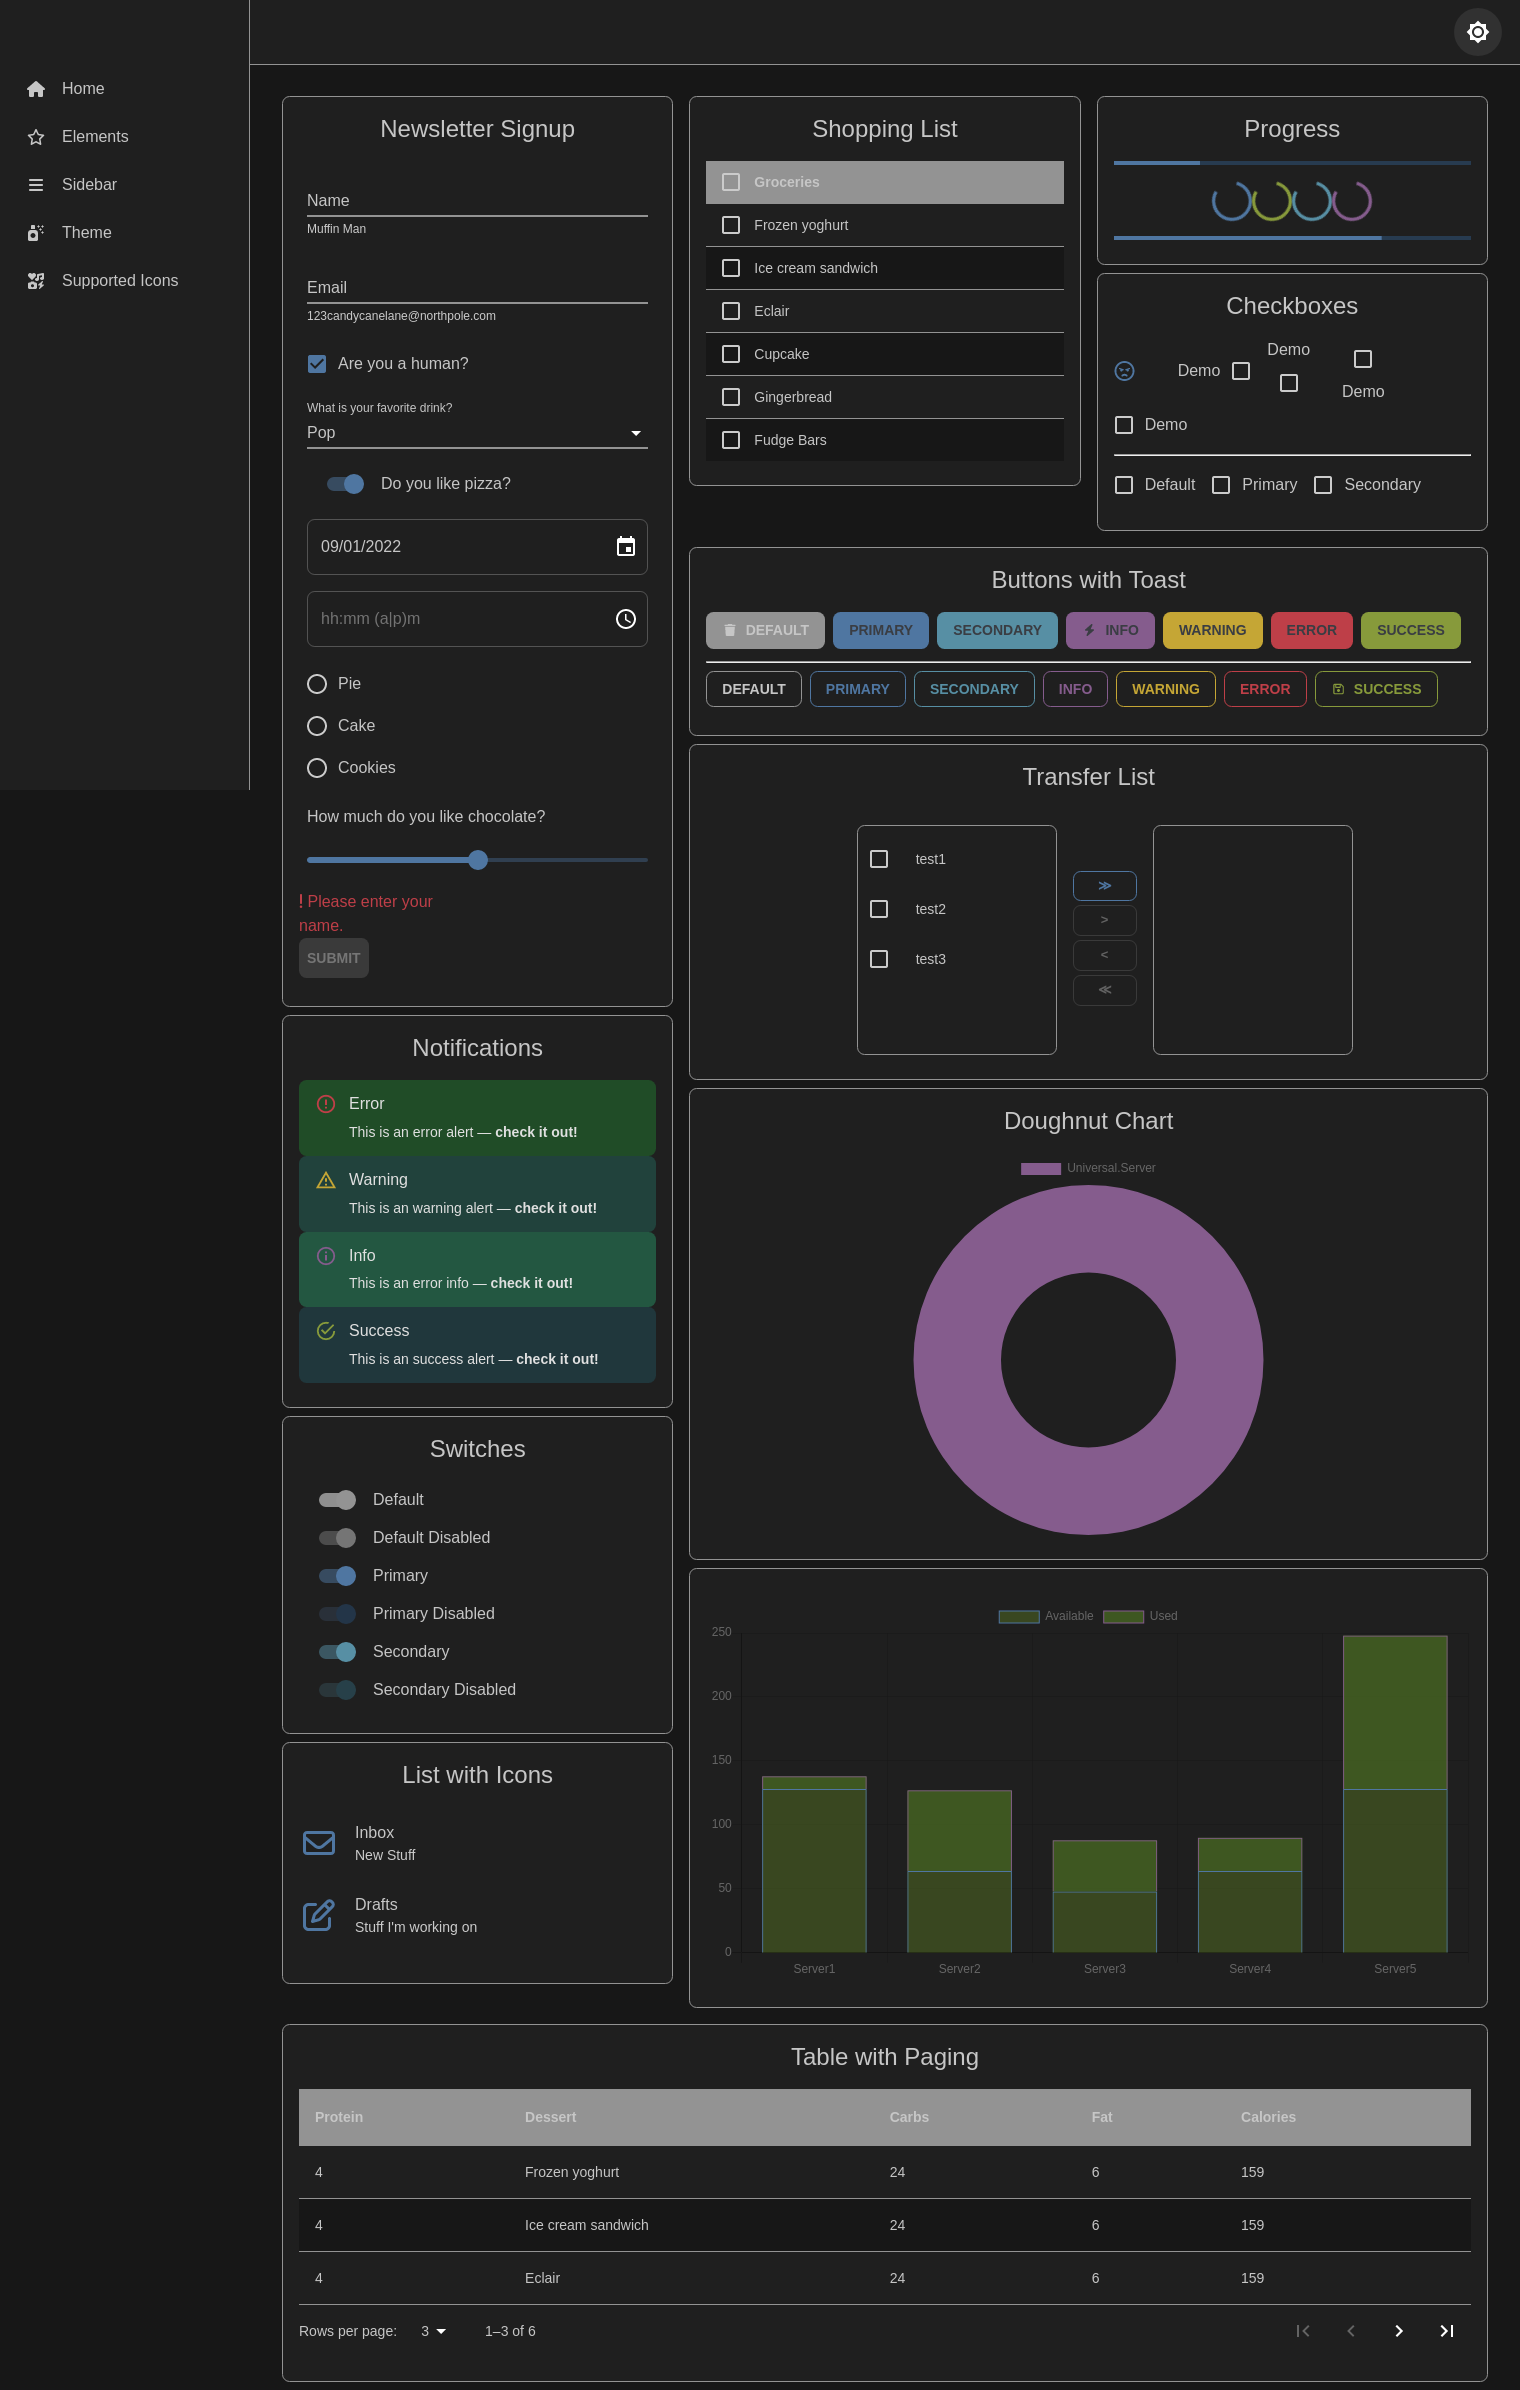 Home
Elements
Sidebar
Theme
Supported Icons
Newsletter Signup
Name
Muffin Man
Email
123candycanelane@northpole.com
Are you a human?
What is your favorite drink?
Pop
Do you like pizza?
09/01/2022
hh:mm (a|p)m
Pie
Cake
Cookies
How much do you like chocolate?
! Please enter your
name.
SUBMIT
Notifications
Error
This is an error alert — check it out!
Warning
This is an warning alert — check it out!
Info
This is an error info — check it out!
Success
This is an success alert — check it out!
Switches
Default
Default Disabled
Primary
Primary Disabled
Secondary
Secondary Disabled
List with Icons
Inbox
New Stuff
Drafts
Stuff I'm working on
Shopping List
Groceries
Frozen yoghurt
Ice cream sandwich
Eclair
Cupcake
Gingerbread
Fudge Bars
Progress
Checkboxes
Demo
Demo
Demo
Demo
Default Primary Secondary
Buttons with Toast
DEFAULT PRIMARY SECONDARY INFO WARNING ERROR SUCCESS
DEFAULT PRIMARY SECONDARY INFO WARNING ERROR SUCCESS
Transfer List
test1
test2
test3
≫
>
<
≪
Doughnut Chart
Universal.Server
Available Used
250
200
150
100
50
0
Server1 Server2 Server3 Server4 Server5
Table with Paging
Protein Dessert Carbs Fat Calories
4 Frozen yoghurt 24 6 159
4 Ice cream sandwich 24 6 159
4 Eclair 24 6 159
Rows per page: 3 1–3 of 6